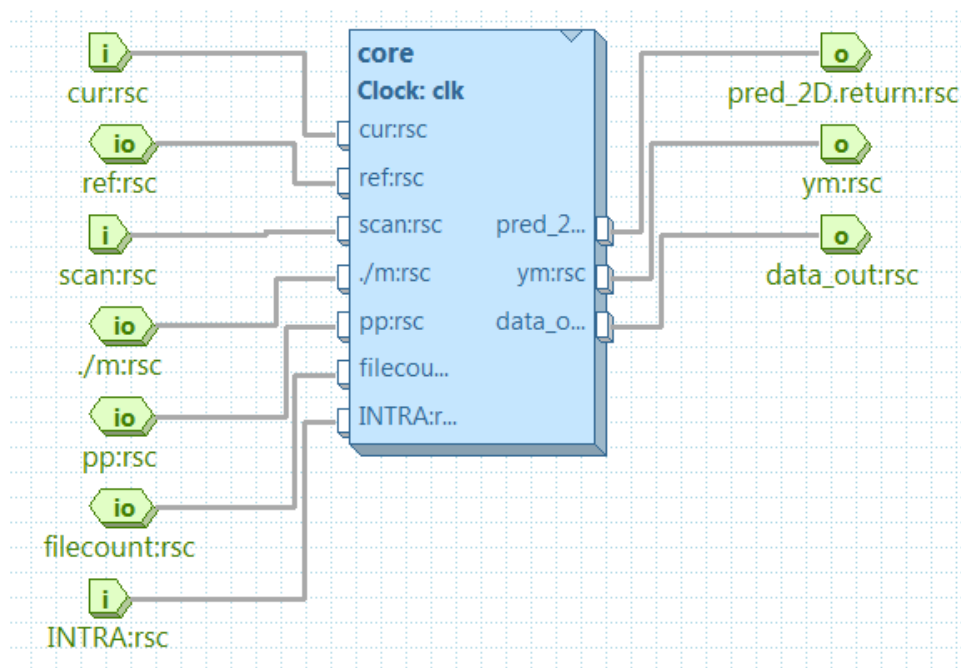 i
cur:rsc
io
ref:rsc
i
scan:rsc
io
./m:rsc
io
pp:rsc
io
filecount:rsc
i
INTRA:rsc
core
Clock: clk
cur:rsc
ref:rsc
scan:rsc
./m:rsc
pp:rsc
filecou...
INTRA:r...
pred_2...
ym:rsc
data_o...
o
pred_2D.return:rsc
o
ym:rsc
o
data_out:rsc